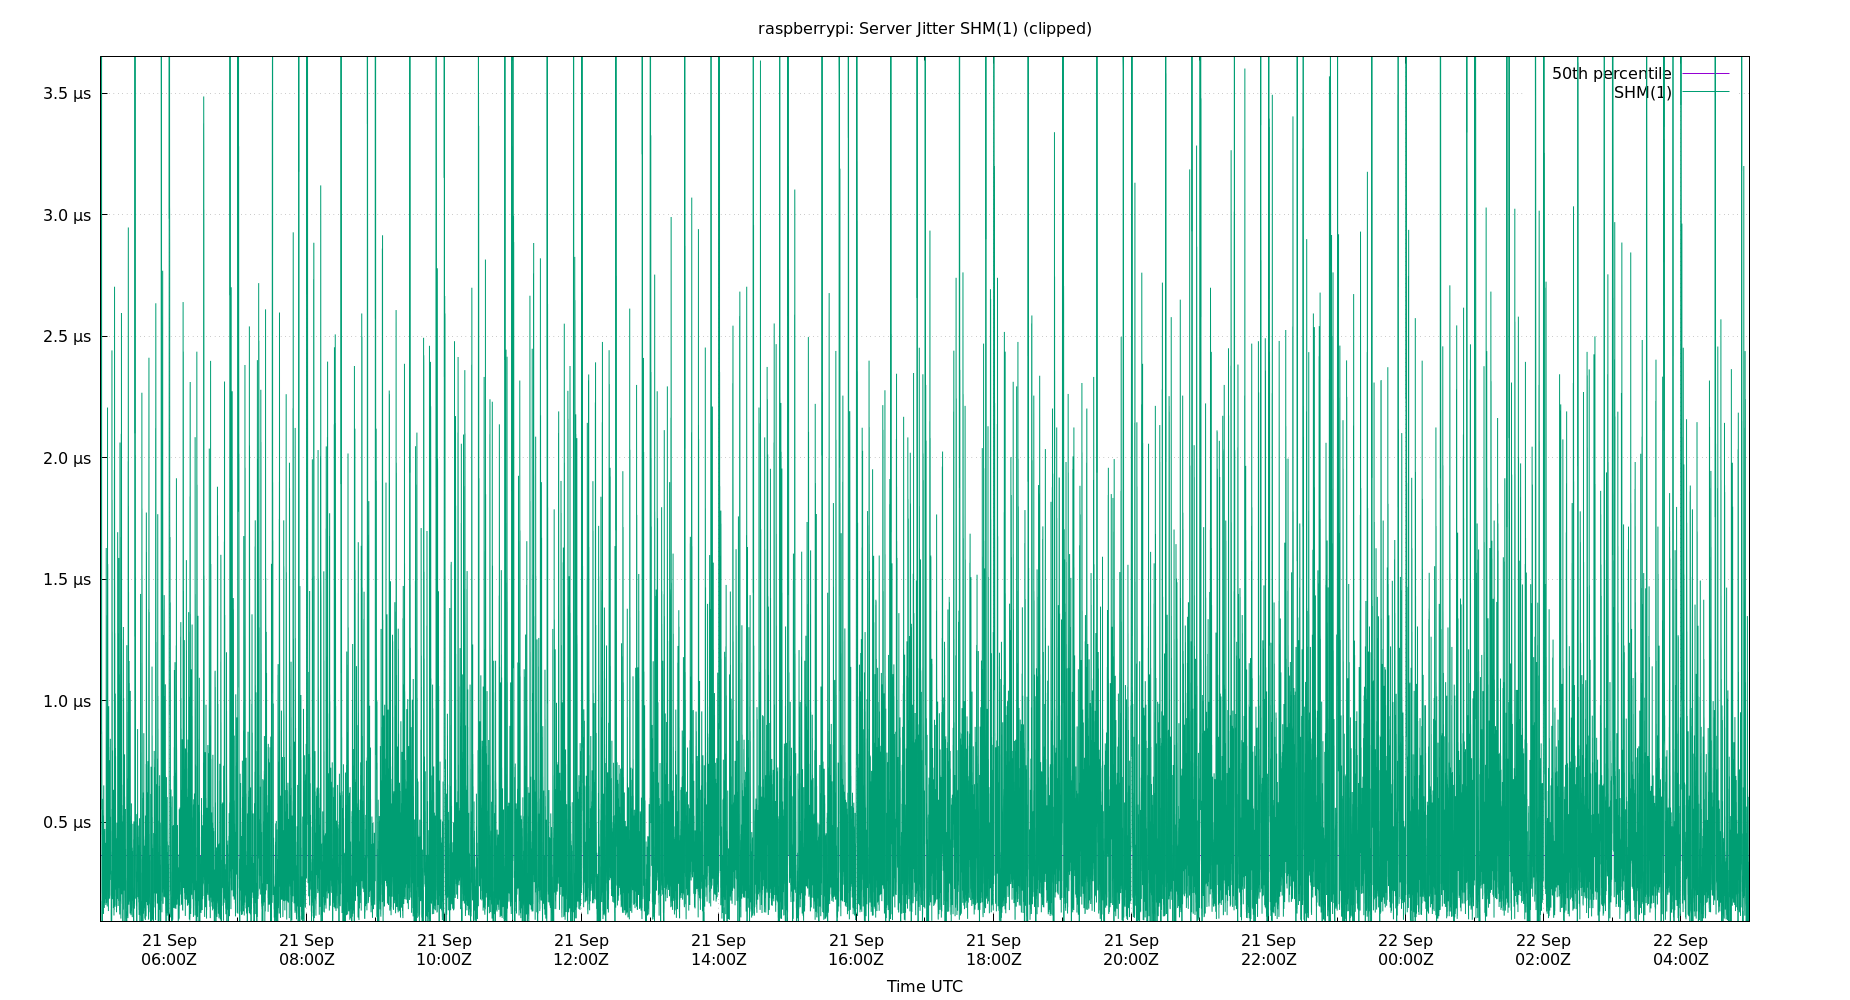 raspberrypi: Server Jitter SHM(1) (clipped)
50th percentile
SHM(1)
3.5 µs
3.0 µs
2.5 µs
2.0 µs
1.5 µs
1.0 µs
0.5 µs
21 Sep 21 Sep 21 Sep 21 Sep 21 Sep 21 Sep 21 Sep 21 Sep 21 Sep 22 Sep 22 Sep 22 Sep
06:00Z 08:00Z 10:00Z 12:00Z 14:00Z 16:00Z 18:00Z 20:00Z 22:00Z 00:00Z 02:00Z 04:00Z
Time UTC